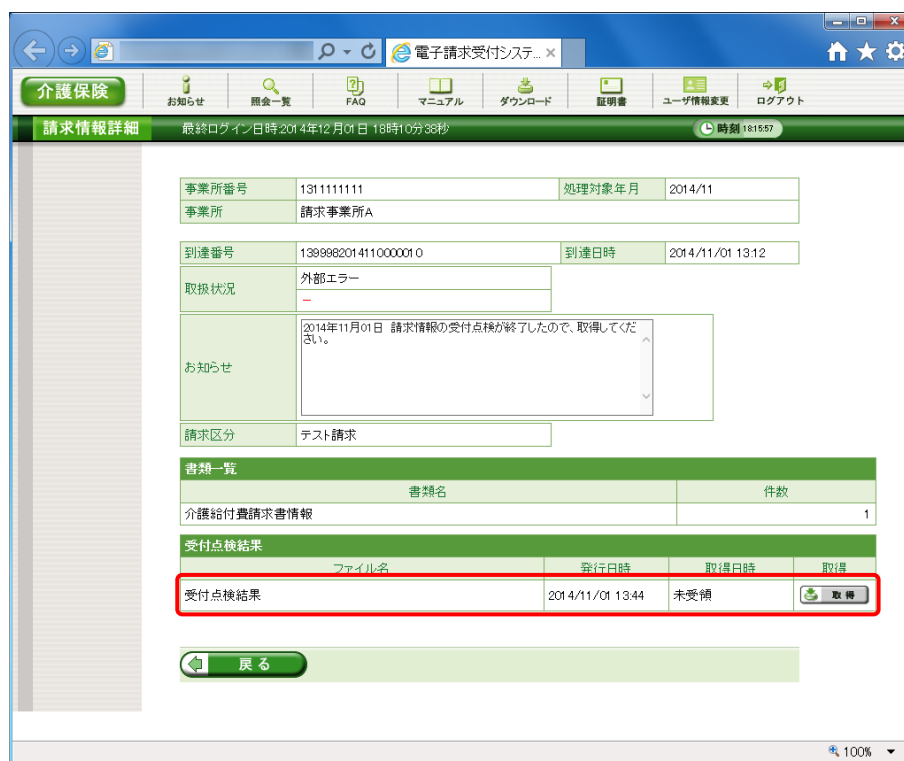 電子請求受付システ...
介護保険
お知らせ 照会一覧 FAQ マニュアル ダウンロード 証明書 ユーザ情報変更 ログアウト
請求情報詳細 最終ログイン日時:2014年12月01日 18時10分38秒 時刻 18:15:57
事業所番号 1311111111 処理対象年月 2014/11
事業所 請求事業所A
到達番号 1399982014110000010 到達日時 2014/11/01 13:12
取扱状況 外部エラー
－
お知らせ 2014年11月01日 請求情報の受付点検が終了したので、取得してくだ
さい。
請求区分 テスト請求
書類一覧
書類名 件数
介護給付費請求書情報 1
受付点検結果
ファイル名 発行日時 取得日時 取得
受付点検結果 2014/11/01 13:44 未受領 取得
戻る
100%